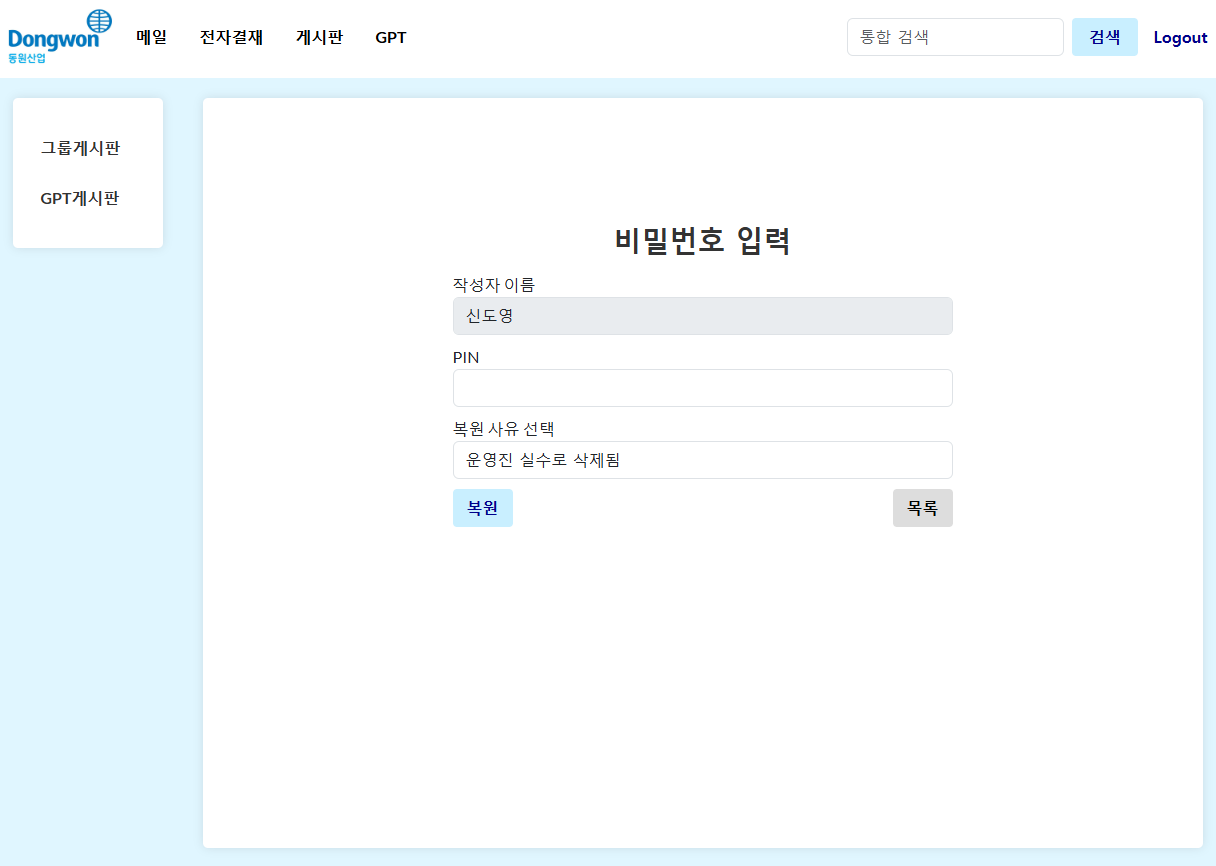 Dongwon
동원산업
메일 전자결재 게시판 GPT
통합 검색 검색 Logout
그룹게시판
GPT게시판
비밀번호 입력
작성자 이름
신도영
PIN
복원 사유 선택
운영진 실수로 삭제됨
복원 목록